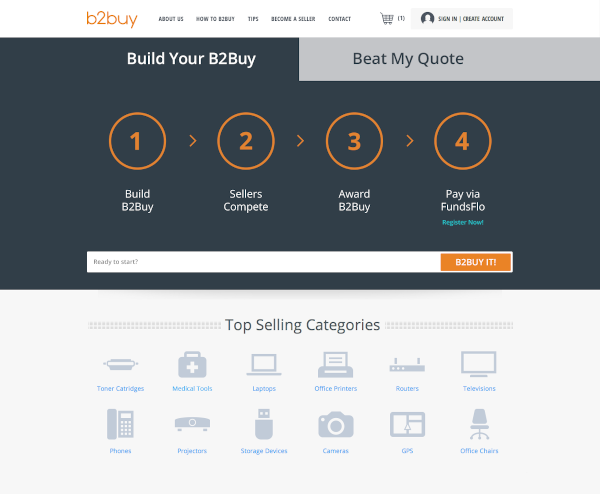 b2buy
ABOUT US HOW TO B2BUY TIPS BECOME A SELLER CONTACT (1) SIGN IN | CREATE ACCOUNT
Build Your B2Buy Beat My Quote
1 > 2 > 3 > 4
Build Sellers Award Pay via
B2Buy Compete B2Buy FundsFlo
Register Now!
Ready to start? B2BUY IT!
Top Selling Categories
Toner Catridges Medical Tools Laptops Office Printers Routers Televisions
Phones Projectors Storage Devices Cameras GPS Office Chairs